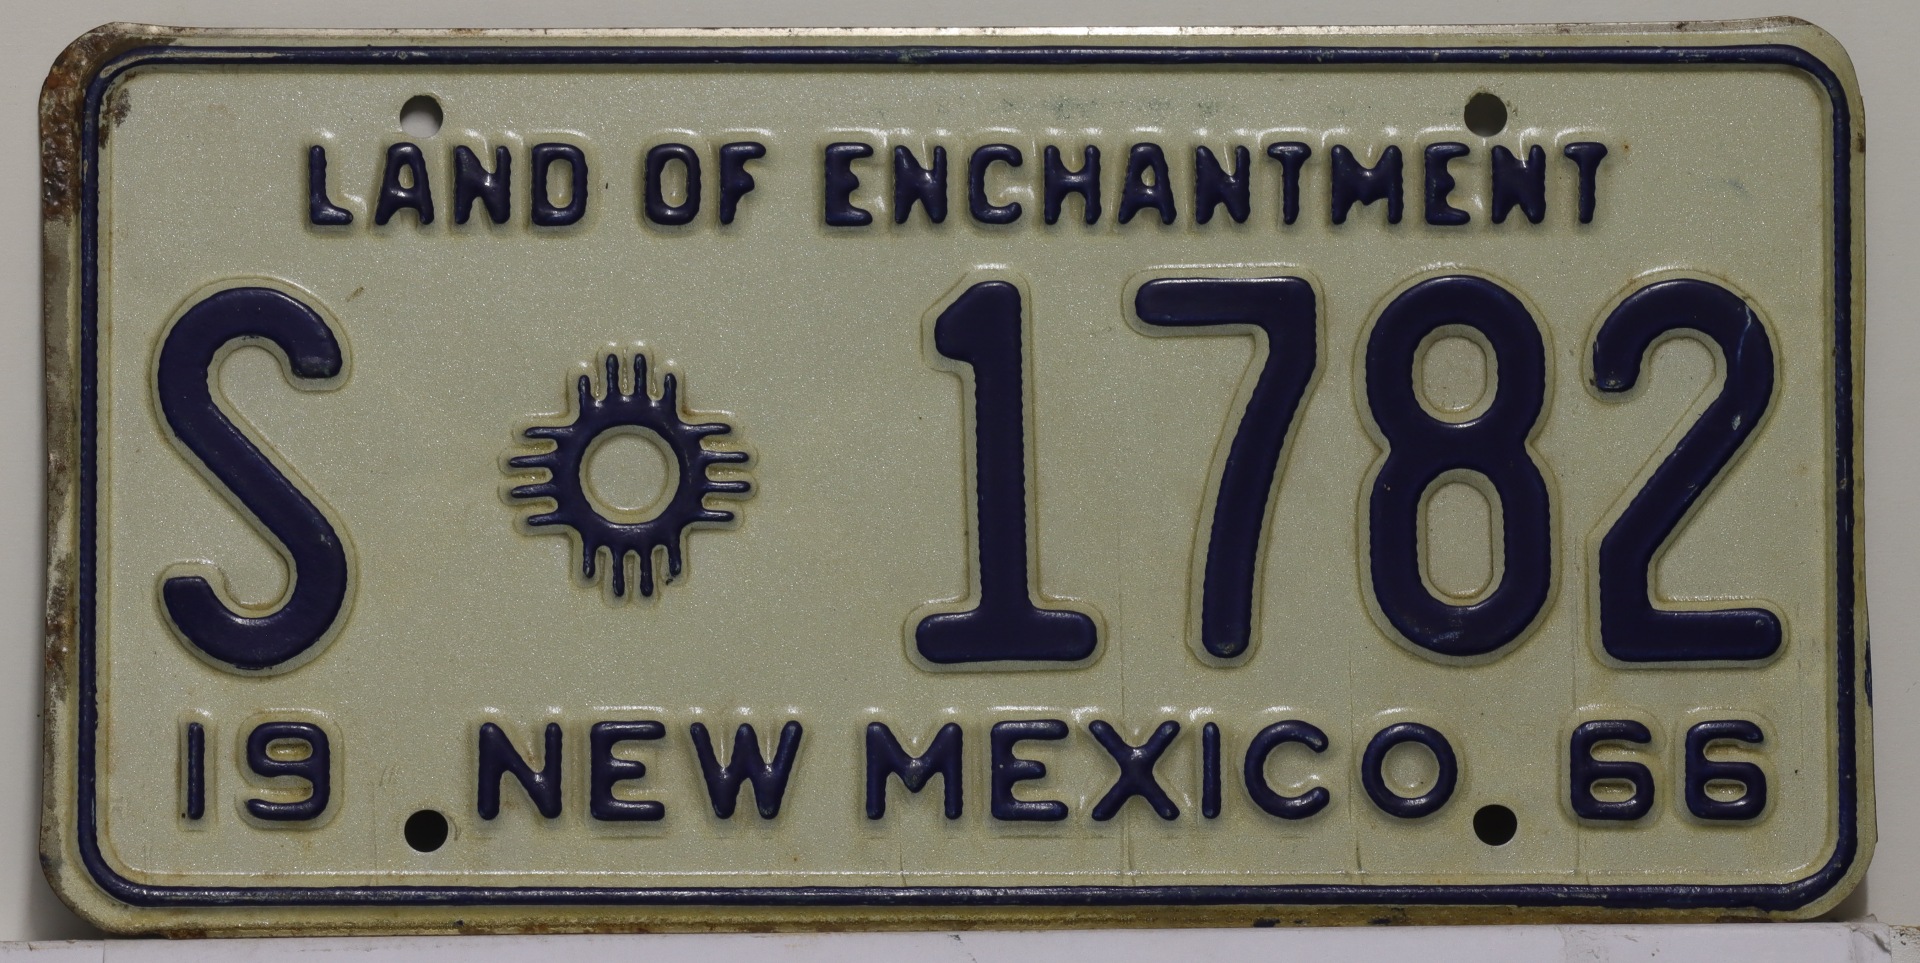 LAND OF ENCHANTMENT
S 1782
19 NEW MEXICO 66